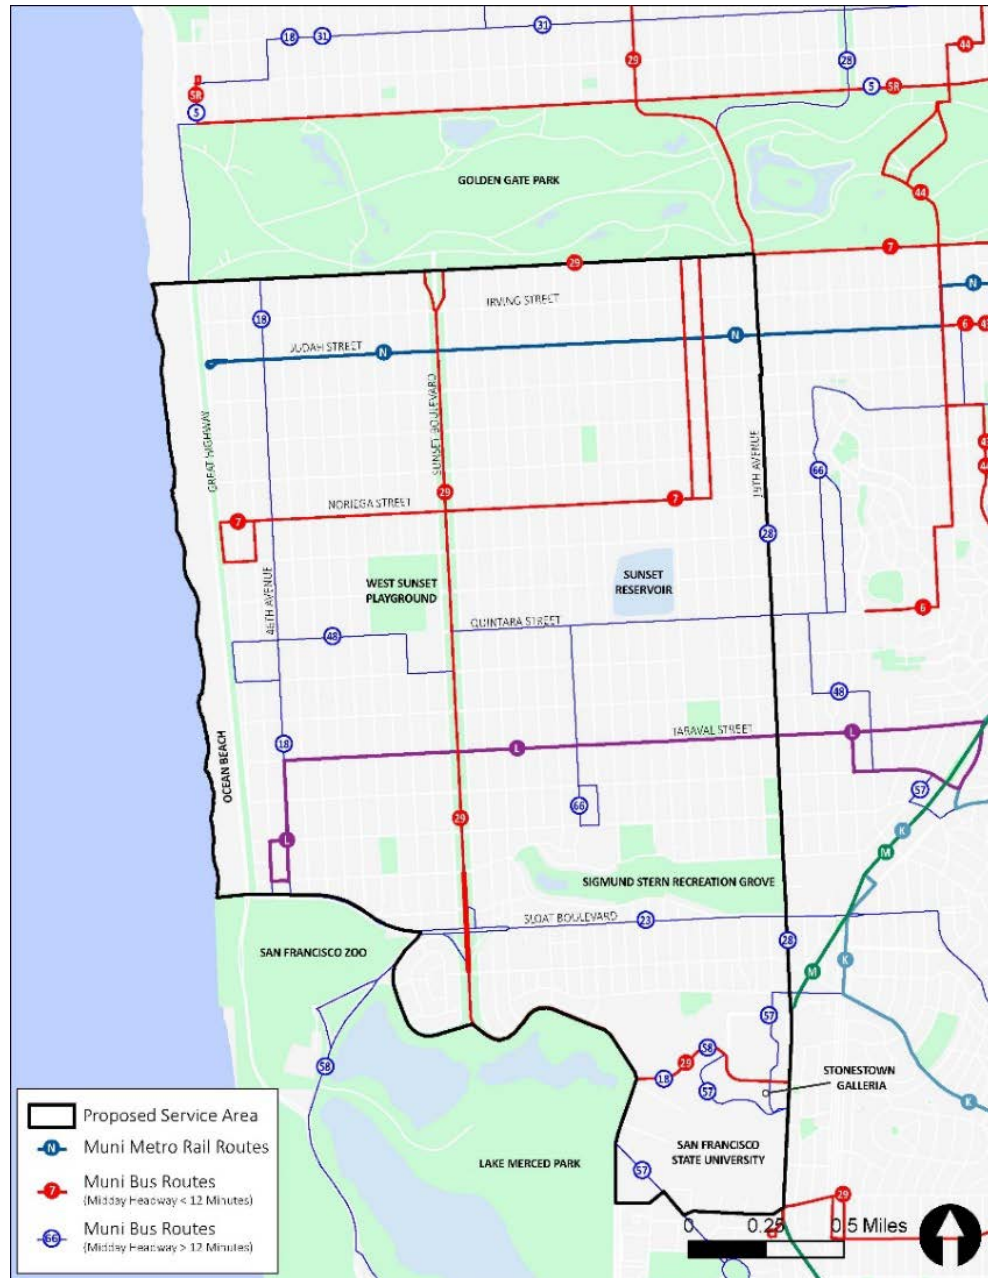 18
31
31
29
28
44
5R
5
5
5R
GOLDEN GATE PARK
44
7
29
N
18
IRVING STREET
JUDAH STREET
N
N
6
SUNSET BOULEVARD
GREAT HIGHWAY
19TH AVENUE
66
29
7
NORIEGA STREET
7
28
WEST SUNSET
PLAYGROUND
SUNSET
RESERVOIR
46TH AVENUE
48
QUINTARA STREET
6
48
OCEAN BEACH
18
L
TARAVAL STREET
L
57
66
29
K
L
M
SIGMUND STERN RECREATION GROVE
SLOAT BOULEVARD
23
28
SAN FRANCISCO ZOO
K
M
57
58
29
18
57
58
STONESTOWN
GALLERIA
K
SAN FRANCISCO
STATE UNIVERSITY
LAKE MERCED PARK
57
29
Proposed Service Area
N Muni Metro Rail Routes
7 Muni Bus Routes
(Midday Headway < 12 Minutes)
66 Muni Bus Routes
(Midday Headway > 12 Minutes)
0 0.25 0.5 Miles